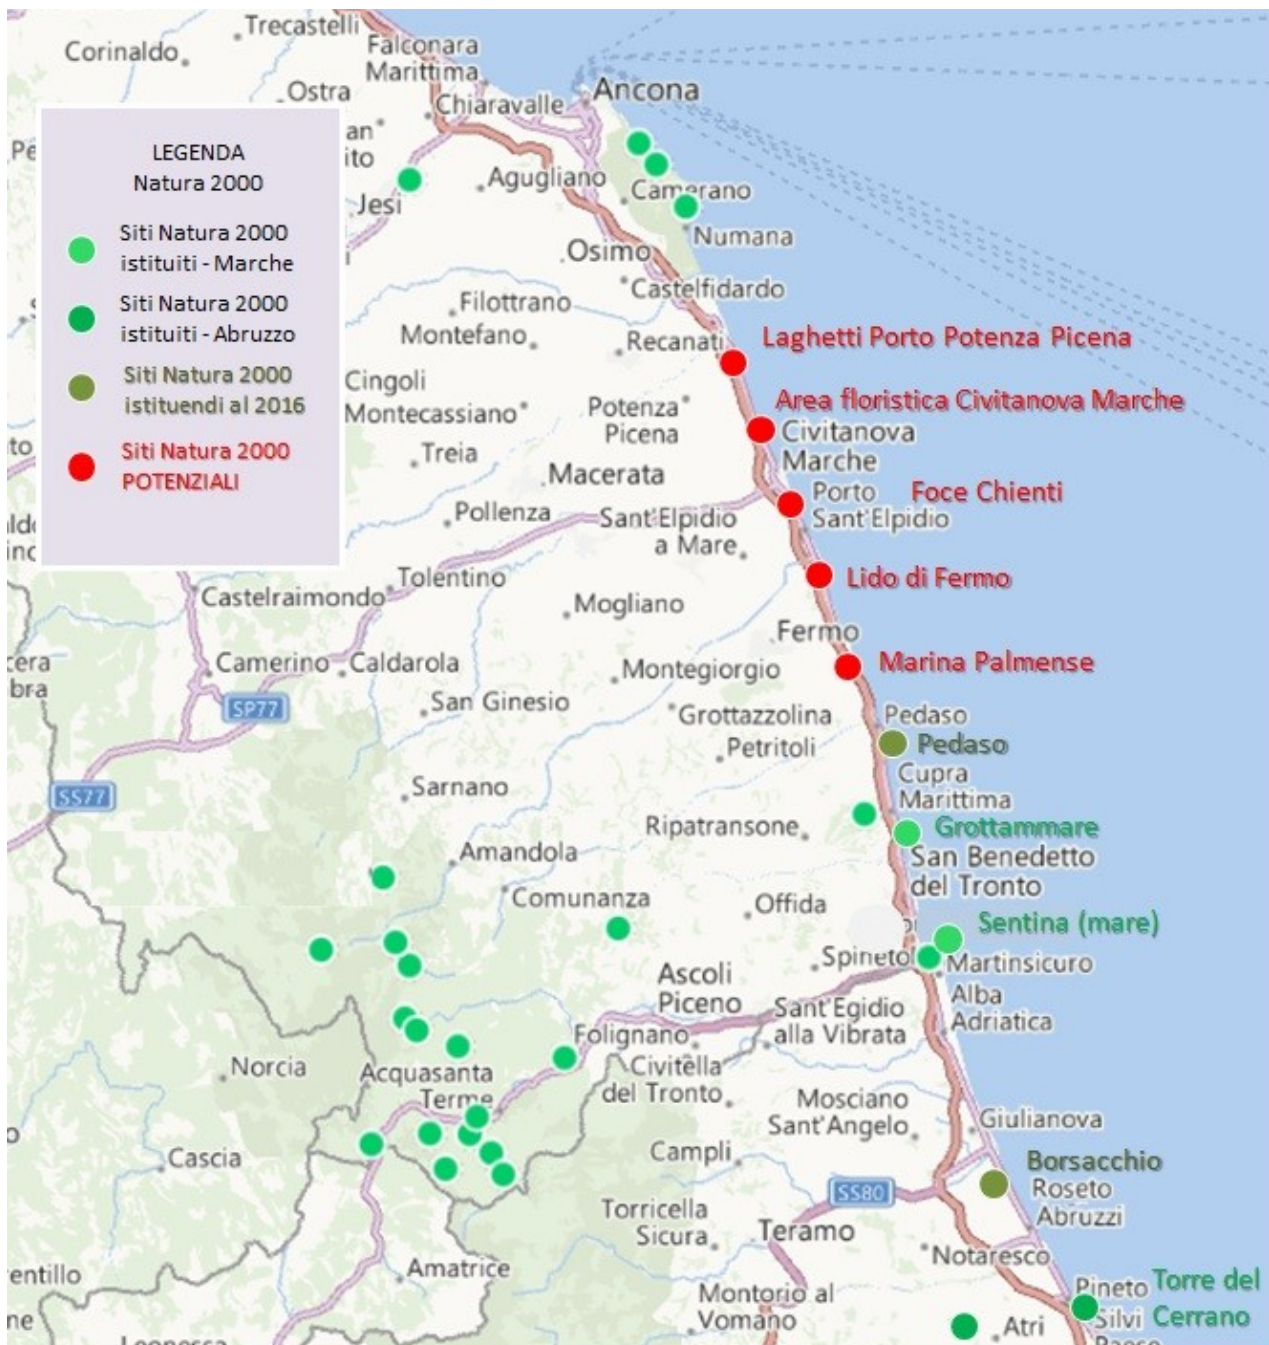 Trecastelli
Corinaldo
Falconara
Marittima
Ostra
Ancona
Chiaravalle
LEGENDA
Natura 2000
Siti Natura 2000
istituiti - Marche
Siti Natura 2000
istituiti - Abruzzo
Siti Natura 2000
istituendi al 2016
Siti Natura 2000
POTENZIALI
Agugliano
Camerano
Jesi
Numana
Osimo
Castelfidardo
Filottrano
Montefano
Recanati
Laghetti Porto Potenza Picena
Cingoli
Montecassiano
Potenza
Picena
Area floristica Civitanova Marche
Civitanova
Marche
Treia
Macerata
Porto
Sant'Elpidio
Foce Chienti
Pollenza
Sant'Elpidio
a Mare
Tolentino
Castelraimondo
Mogliano
Lido di Fermo
Fermo
Camerino
Caldarola
Montegiorgio
Marina Palmense
SP77
San Ginesio
Grottazzolina
Petritoli
Pedaso
Pedaso
Cupra
Marittima
SS77
Sarnano
Ripatransone
Grottammare
San Benedetto
del Tronto
Amandola
Comunanza
Offida
Sentina (mare)
Spinetol
Martinsicuro
Ascoli
Piceno
Alba
Adriatica
Sant'Egidio
alla Vibrata
Folignano
Norcia
Acquasanta
Terme
Civitella
del Tronto
Mosciano
Sant'Angelo
Giulianova
Cascia
Campli
Borsacchio
Roseto
Abruzzi
SS80
Torricella
Sicura
Teramo
Notaresco
Amatrice
Montorio al
Vomano
Pineto
Silvi
Torre del
Cerrano
Atri